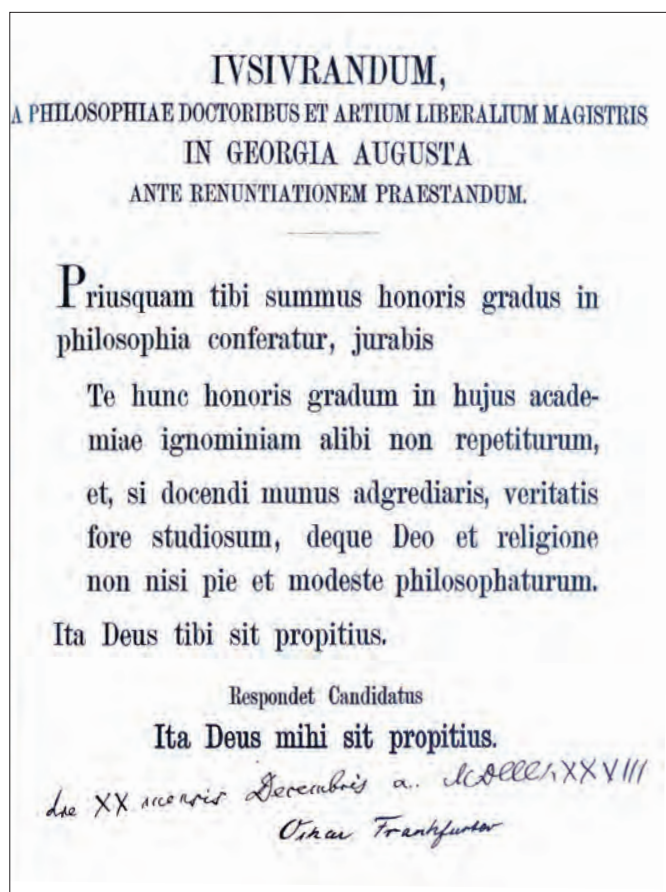 IVSIVRANDUM,
A PHILOSOPHIAE DOCTORIBUS ET ARTIUM LIBERALIUM MAGISTRIS
IN GEORGIA AUGUSTA
ANTE RENUNTIATIONEM PRAESTANDUM.
Priusquam tibi summus honoris gradus in
philosophia conferatur, jurabis
Te hunc honoris gradum in hujus acade-
miae ignominiam alibi non repetiturum,
et, si docendi munus adgrediaris, veritatis
fore studiosum, deque Deo et religione
non nisi pie et modeste philosophaturum.
Ita Deus tibi sit propitius.
Respondet Candidatus
Ita Deus mihi sit propitius.
die XX mensis Decembris a. MDCCCLXXVIII
Oskar Frankfurter